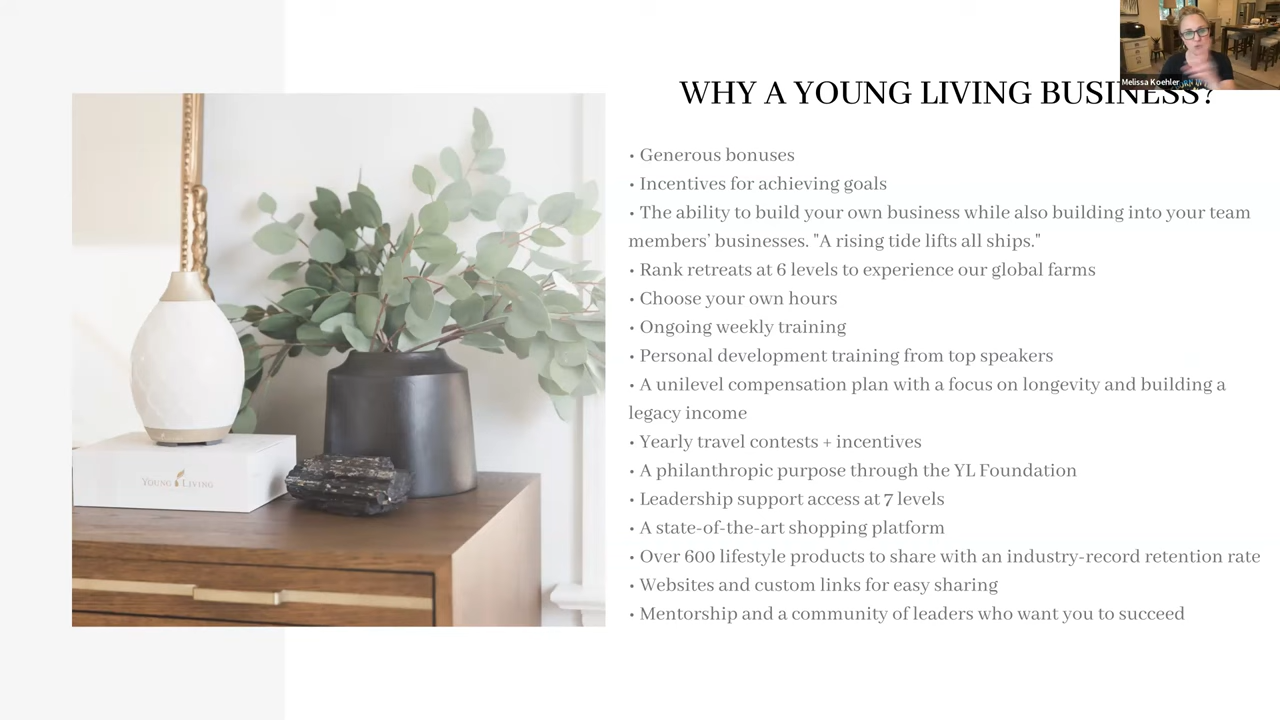 Melissa Koehler
WHY A YOUNG LIVING BUSINESS?
• Generous bonuses
• Incentives for achieving goals
• The ability to build your own business while also building into your team
members' businesses. "A rising tide lifts all ships."
• Rank retreats at 6 levels to experience our global farms
• Choose your own hours
• Ongoing weekly training
• Personal development training from top speakers
• A unilevel compensation plan with a focus on longevity and building a
legacy income
• Yearly travel contests + incentives
• A philanthropic purpose through the YL Foundation
• Leadership support access at 7 levels
• A state-of-the-art shopping platform
• Over 600 lifestyle products to share with an industry-record retention rate
• Websites and custom links for easy sharing
• Mentorship and a community of leaders who want you to succeed
YOUNG LIVING